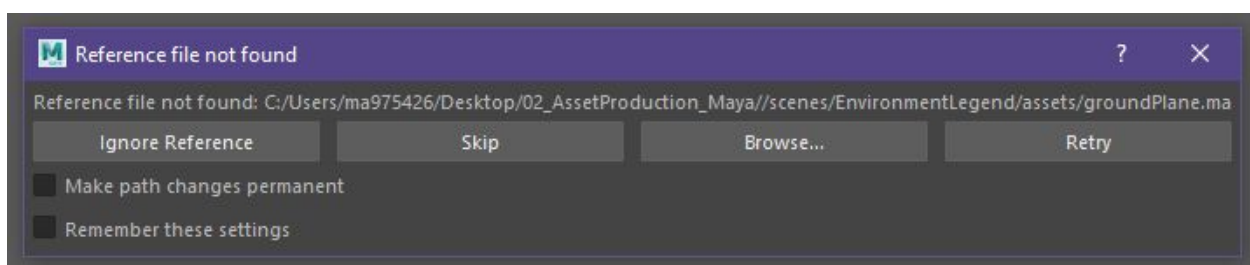 Reference file not found ? ×
Reference file not found: C:/Users/ma975426/Desktop/02_AssetProduction_Maya//scenes/EnvironmentLegend/assets/groundPlane.ma
Ignore Reference Skip Browse... Retry
Make path changes permanent
Remember these settings